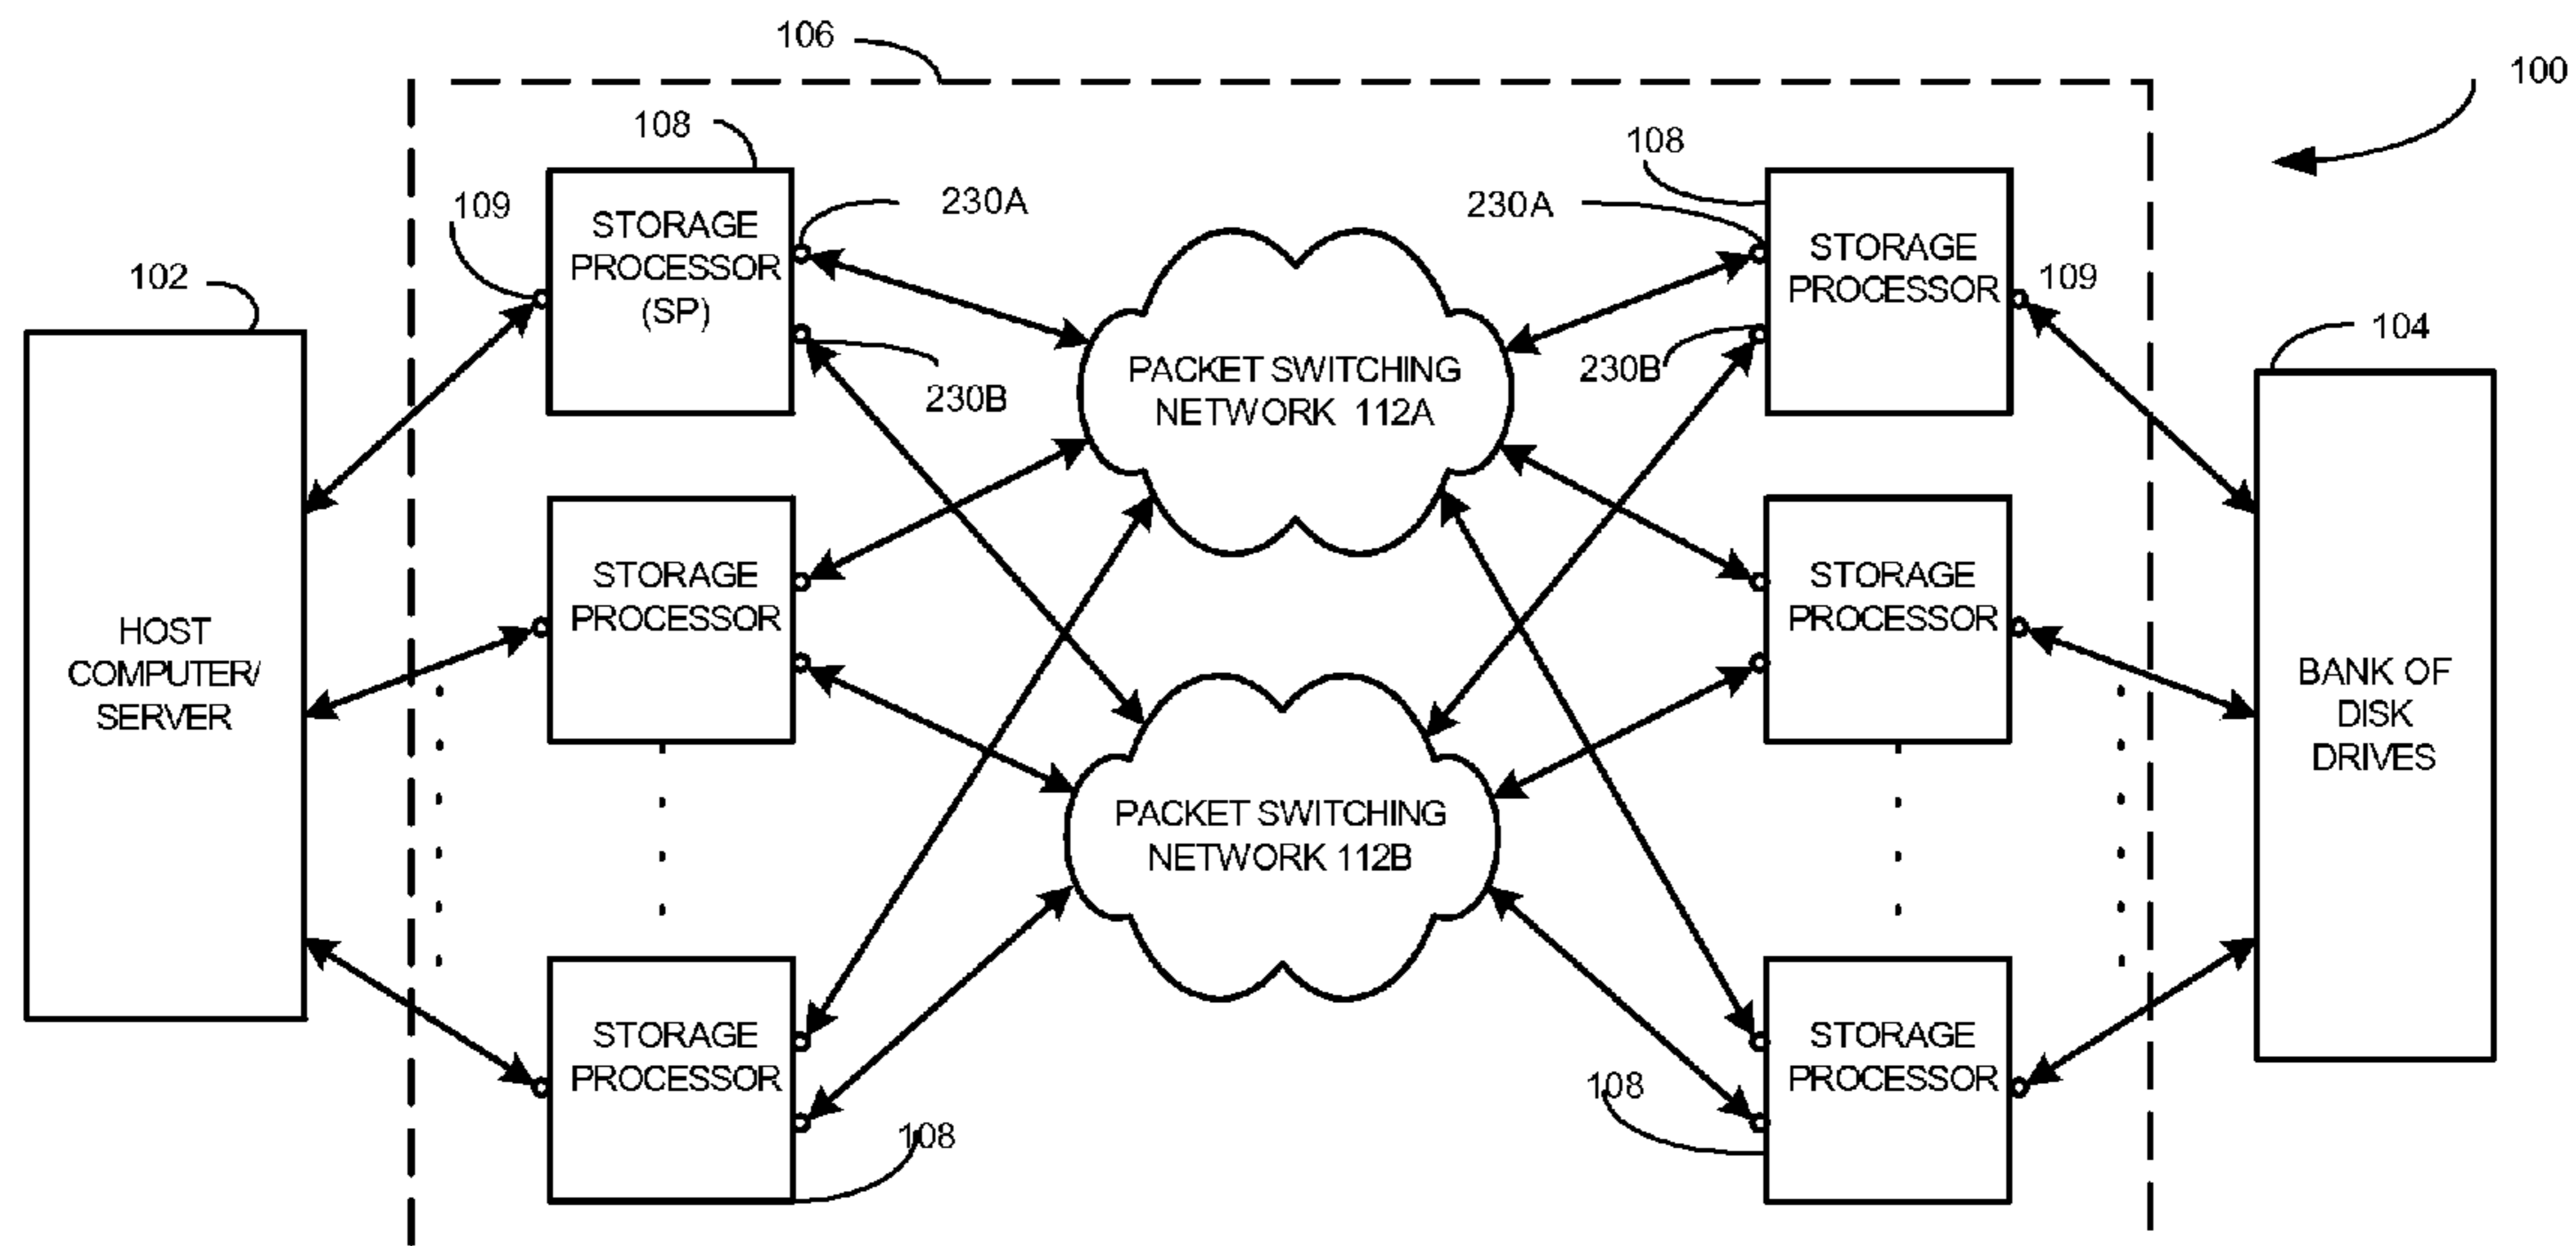 106
100
108
108
109
230A
230A
STORAGE
PROCESSOR
(SP)
STORAGE
PROCESSOR
109
102
104
230B
230B
PACKET SWITCHING
NETWORK 112A
STORAGE
PROCESSOR
STORAGE
PROCESSOR
HOST
COMPUTER/
SERVER
BANK OF
DISK
DRIVES
PACKET SWITCHING
NETWORK 112B
STORAGE
PROCESSOR
STORAGE
PROCESSOR
108
108